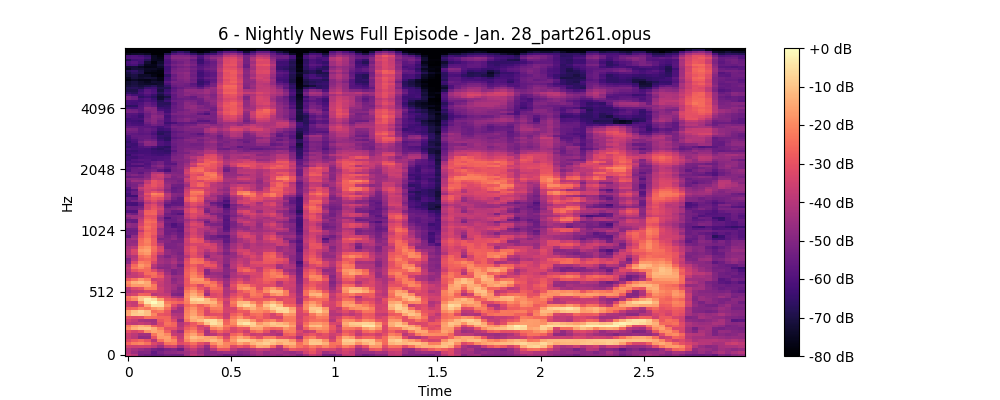 6 - Nightly News Full Episode - Jan. 28_part261.opus
Hz
4096
2048
1024
512
0
0
0.5
1
1.5
2
2.5
Time
+0 dB
-10 dB
-20 dB
-30 dB
-40 dB
-50 dB
-60 dB
-70 dB
-80 dB